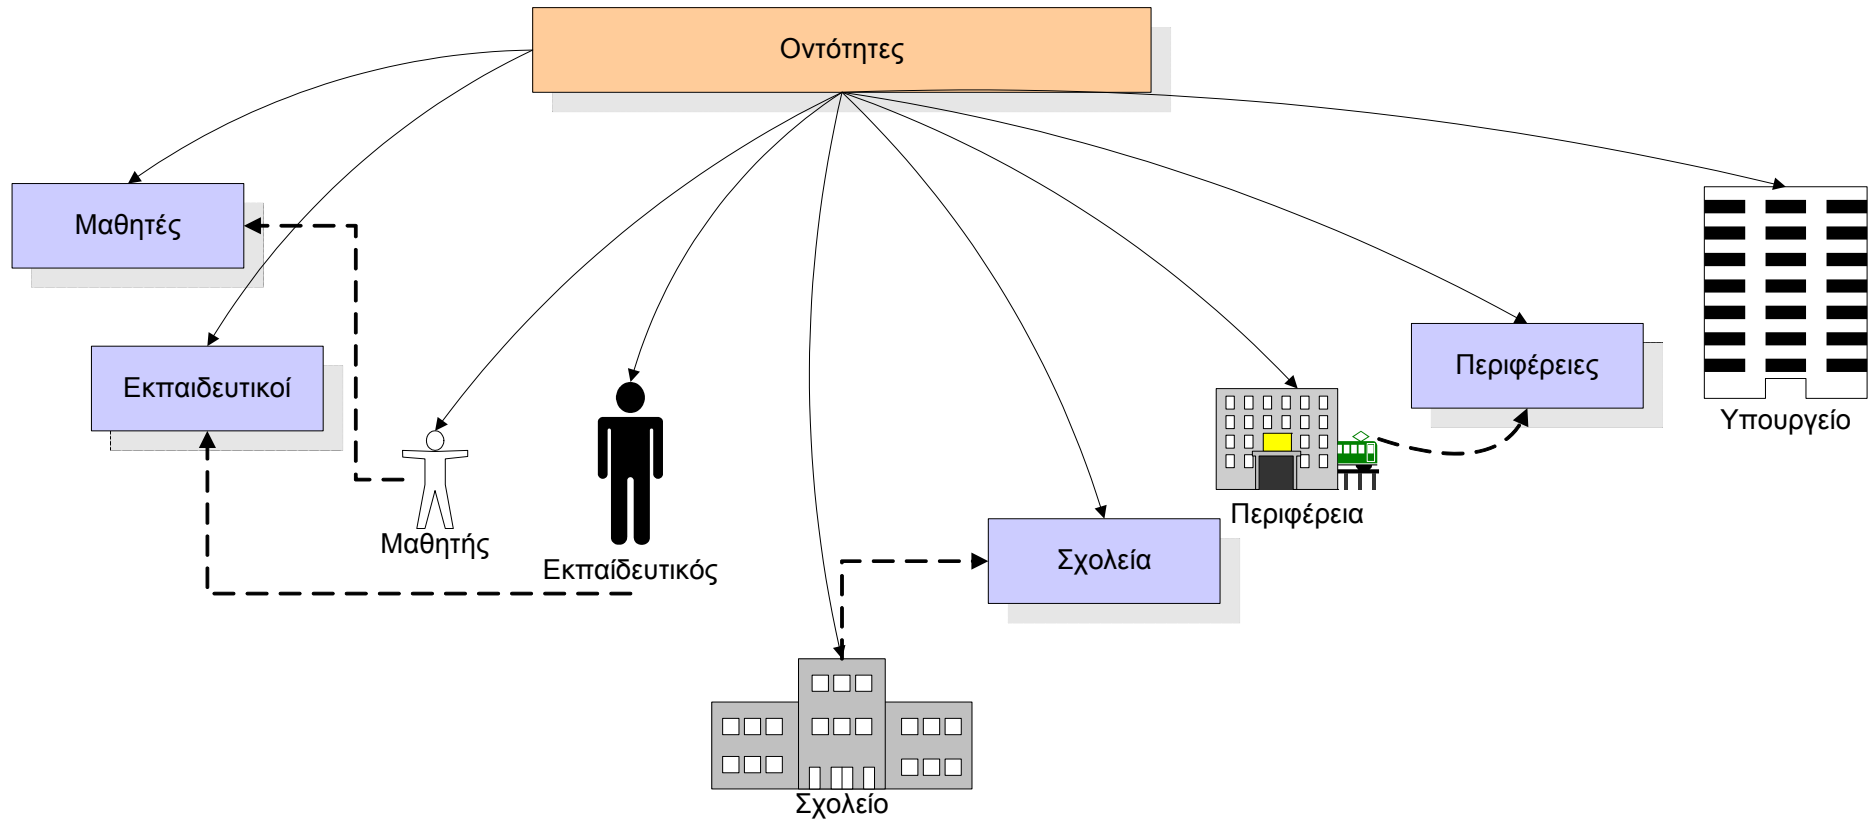 Οντότητες
Μαθητές
Εκπαιδευτικοί
Περιφέρειες
Υπουργείο
Περιφέρεια
Μαθητής
Εκπαίδευτικός
Σχολεία
Σχολείο